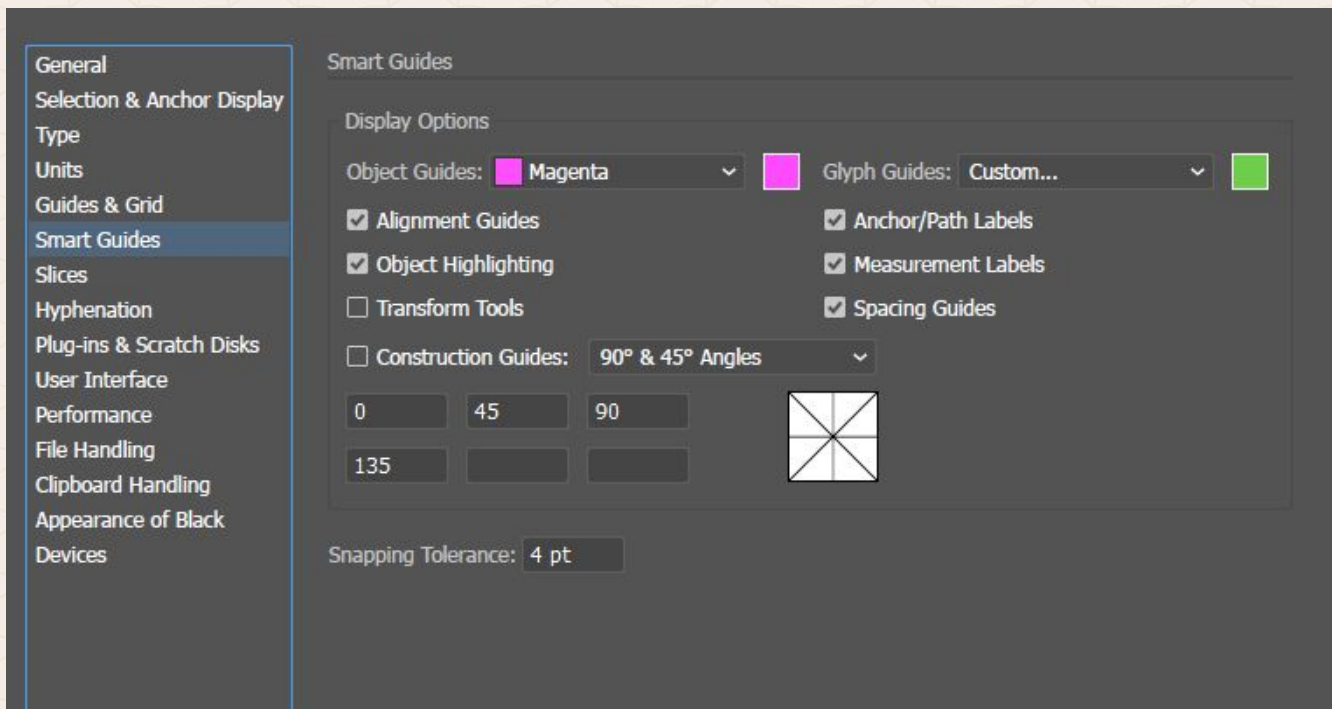 General
Selection & Anchor Display
Type
Units
Guides & Grid
Smart Guides
Slices
Hyphenation
Plug-ins & Scratch Disks
User Interface
Performance
File Handling
Clipboard Handling
Appearance of Black
Devices
Smart Guides
Display Options
Object Guides: Magenta Glyph Guides: Custom...
Alignment Guides Anchor/Path Labels
Object Highlighting Measurement Labels
Transform Tools Spacing Guides
Construction Guides: 90° & 45° Angles
0 45 90
135
Snapping Tolerance: 4 pt